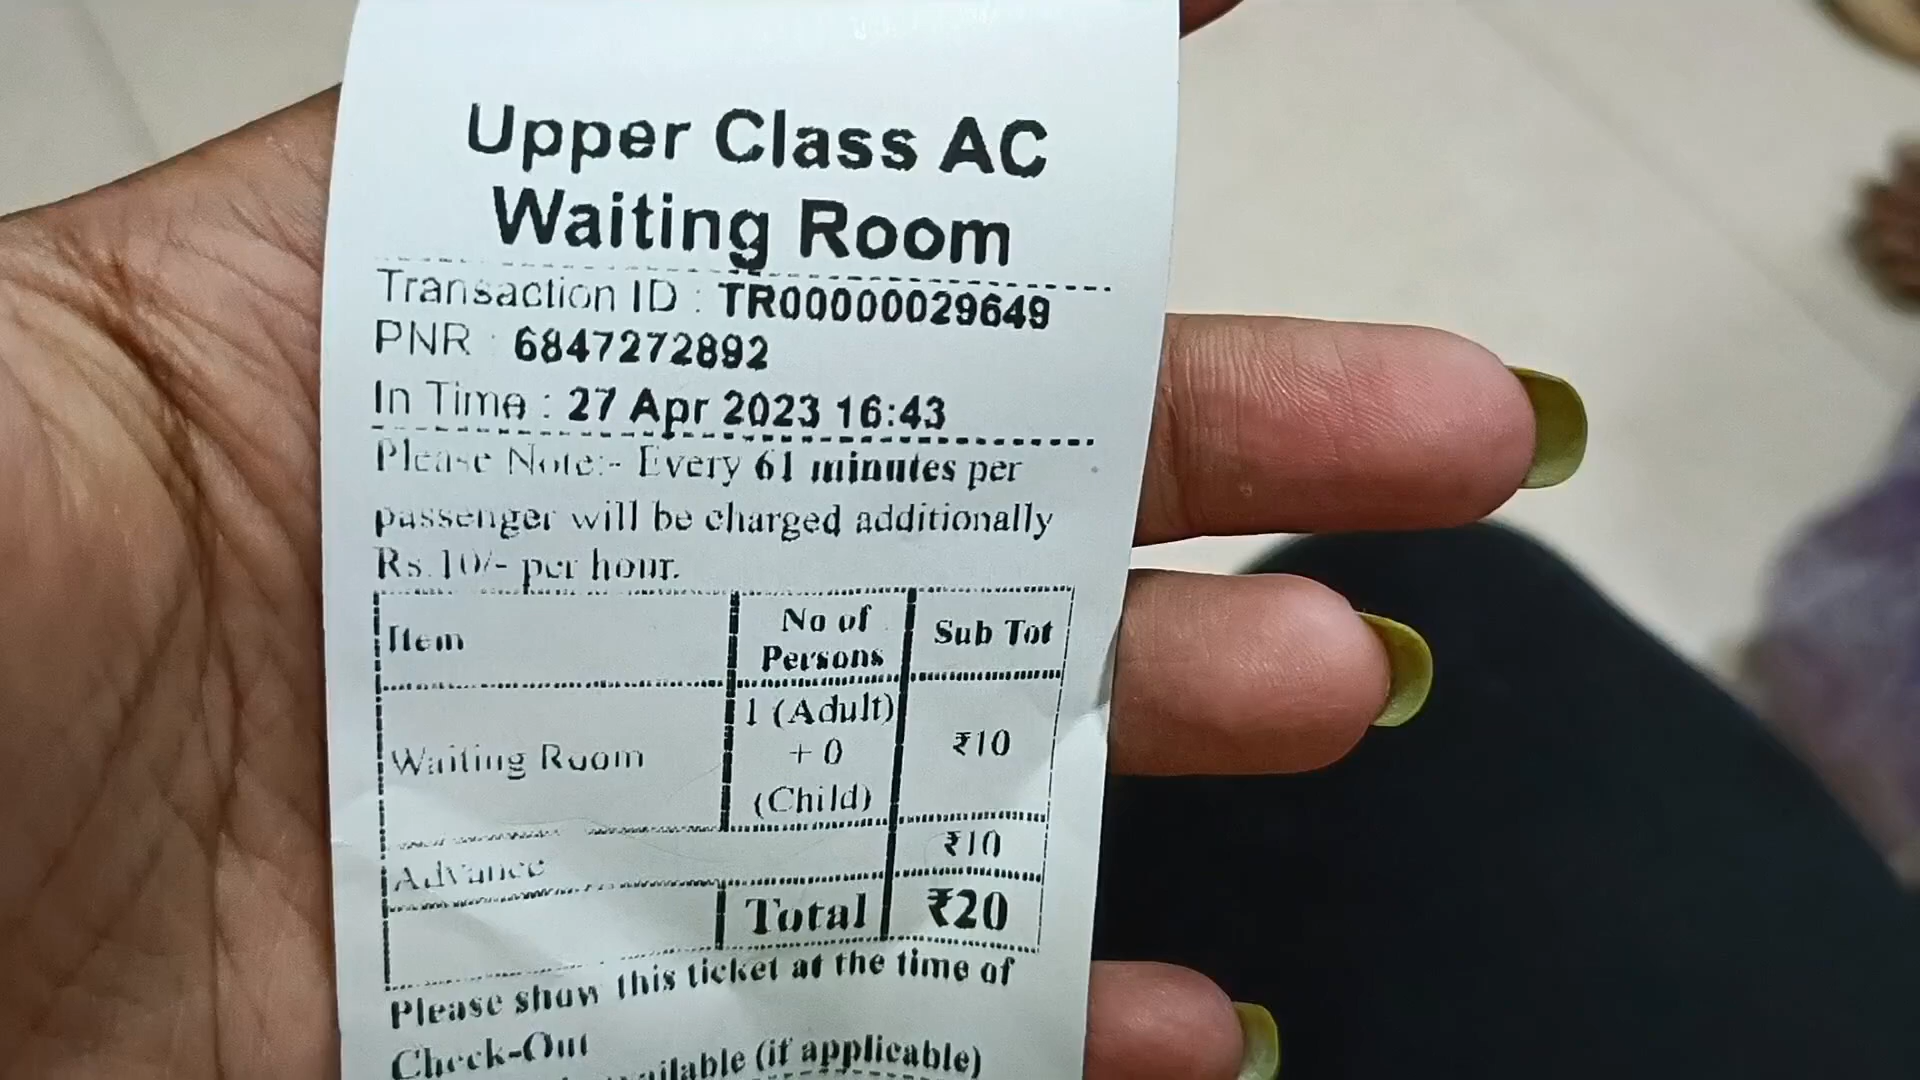 Upper Class AC
Waiting Room
Transaction ID : TR00000029649
PNR : 6847272892
In Time : 27 Apr 2023 16:43
Please Note:- Every 61 minutes per
passenger will be charged additionally
Rs.10/- per hour.
Item No of Persons Sub Tot
Waiting Room 1 (Adult) + 0 (Child) ₹10
Advance ₹10
Total ₹20
Please show this ticket at the time of
Check-Out
(if applicable)